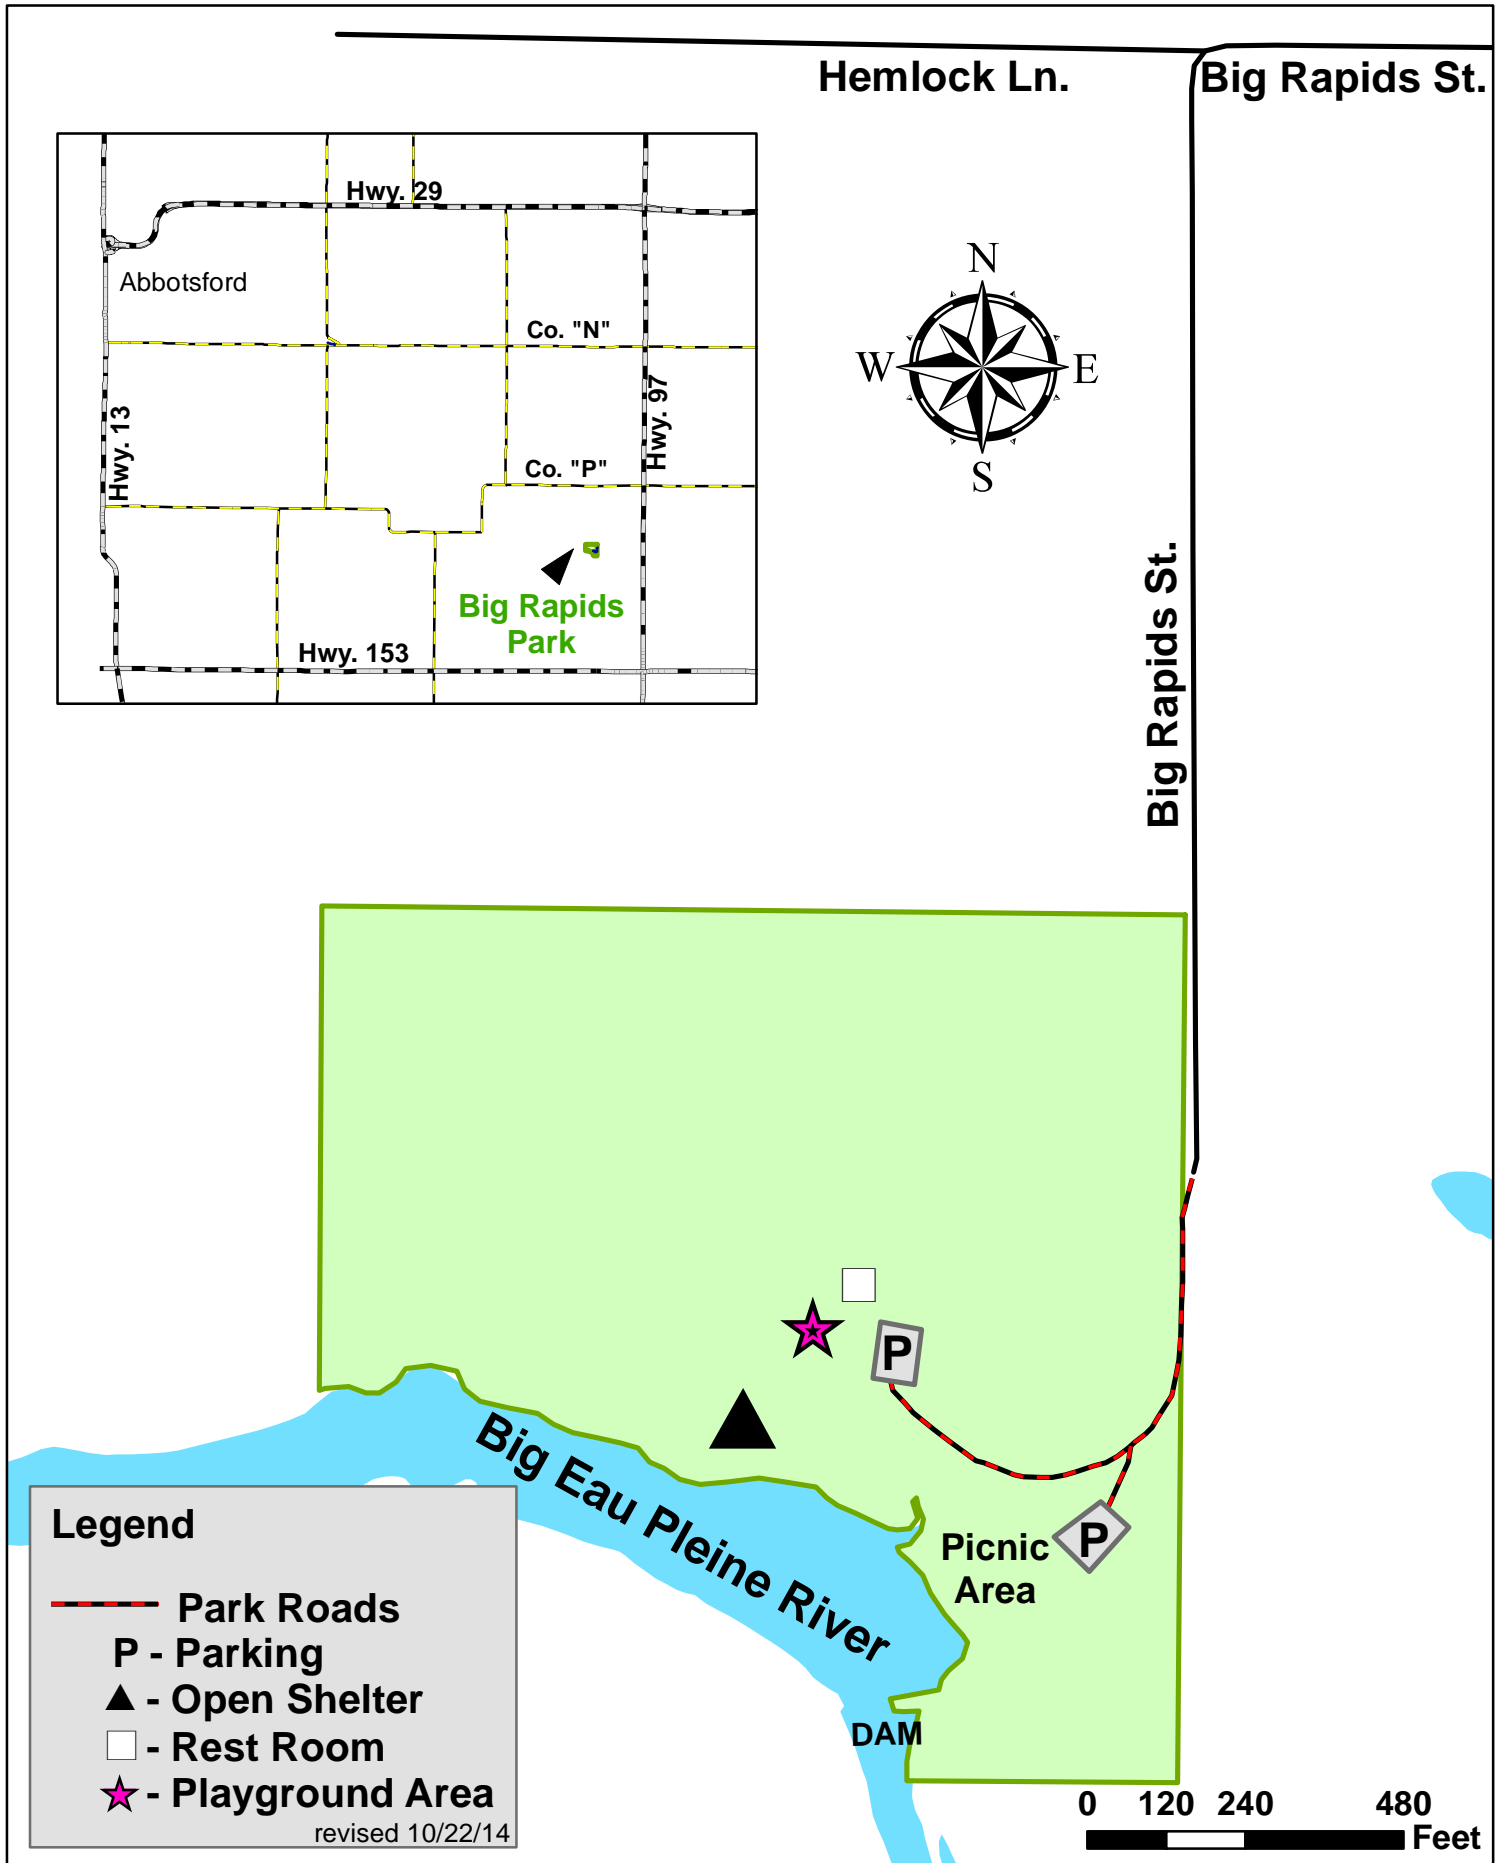 Hemlock Ln.
Big Rapids St.
Hwy. 29
Abbotsford
Co. "N"
Hwy. 13
Hwy. 97
Co. "P"
Big Rapids
Park
Hwy. 153
N
W
E
S
Big Rapids St.
P
Big Eau Pleine River
P
Picnic
Area
DAM
Legend
Park Roads
P - Parking
- Open Shelter
- Rest Room
- Playground Area
revised 10/22/14
0 120 240 480
Feet